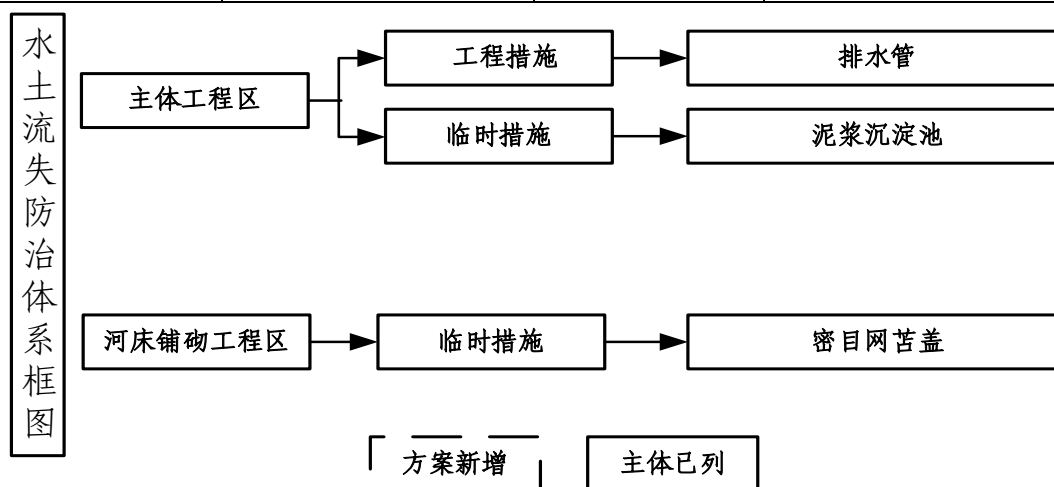 水土流失防治体系框图
主体工程区
工程措施
排水管
临时措施
泥浆沉淀池
河床铺砌工程区
临时措施
密目网苫盖
方案新增
主体已列